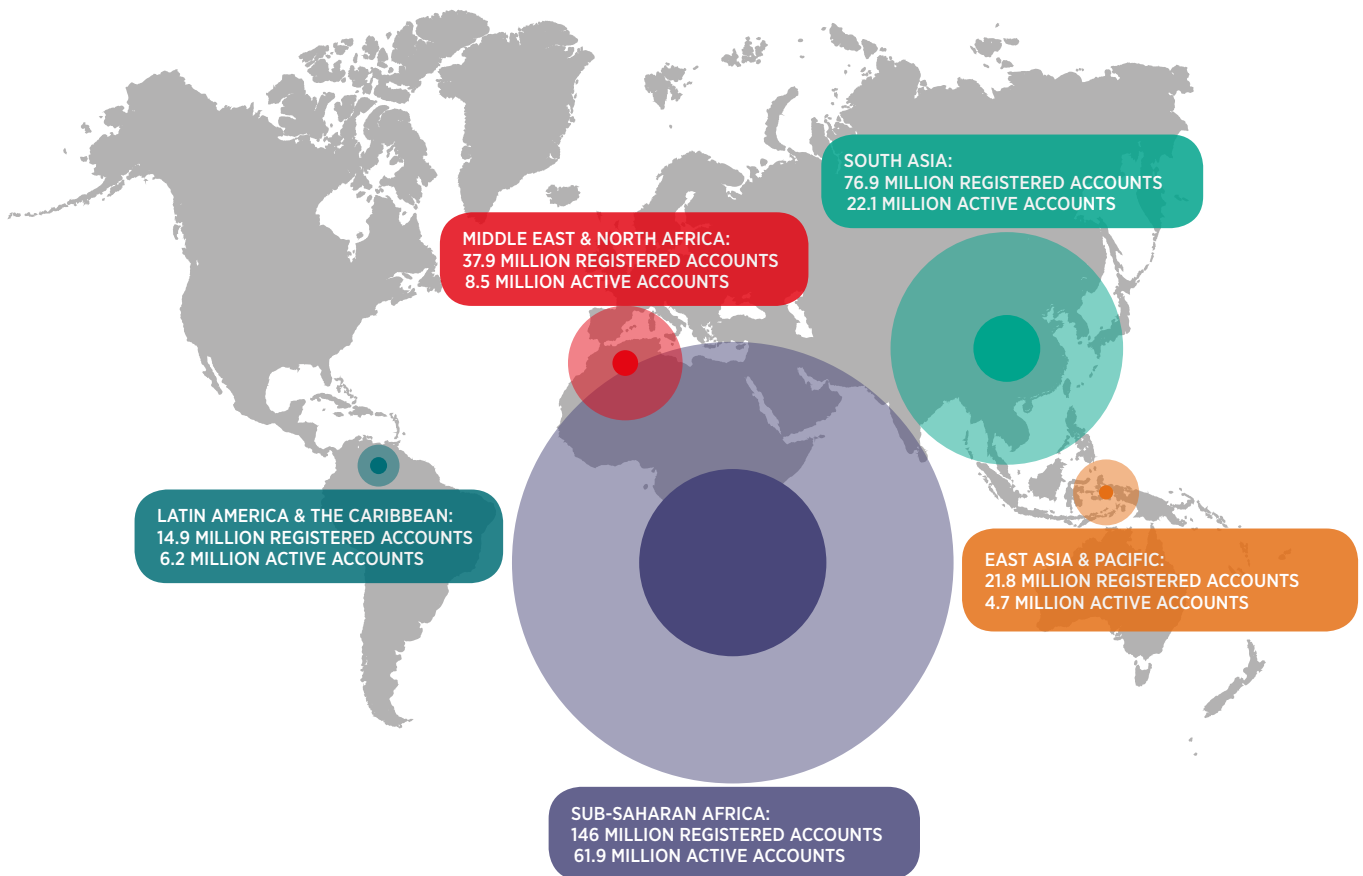 SOUTH ASIA:
76.9 MILLION REGISTERED ACCOUNTS
22.1 MILLION ACTIVE ACCOUNTS
MIDDLE EAST & NORTH AFRICA:
37.9 MILLION REGISTERED ACCOUNTS
8.5 MILLION ACTIVE ACCOUNTS
LATIN AMERICA & THE CARIBBEAN:
14.9 MILLION REGISTERED ACCOUNTS
6.2 MILLION ACTIVE ACCOUNTS
EAST ASIA & PACIFIC:
21.8 MILLION REGISTERED ACCOUNTS
4.7 MILLION ACTIVE ACCOUNTS
SUB-SAHARAN AFRICA:
146 MILLION REGISTERED ACCOUNTS
61.9 MILLION ACTIVE ACCOUNTS